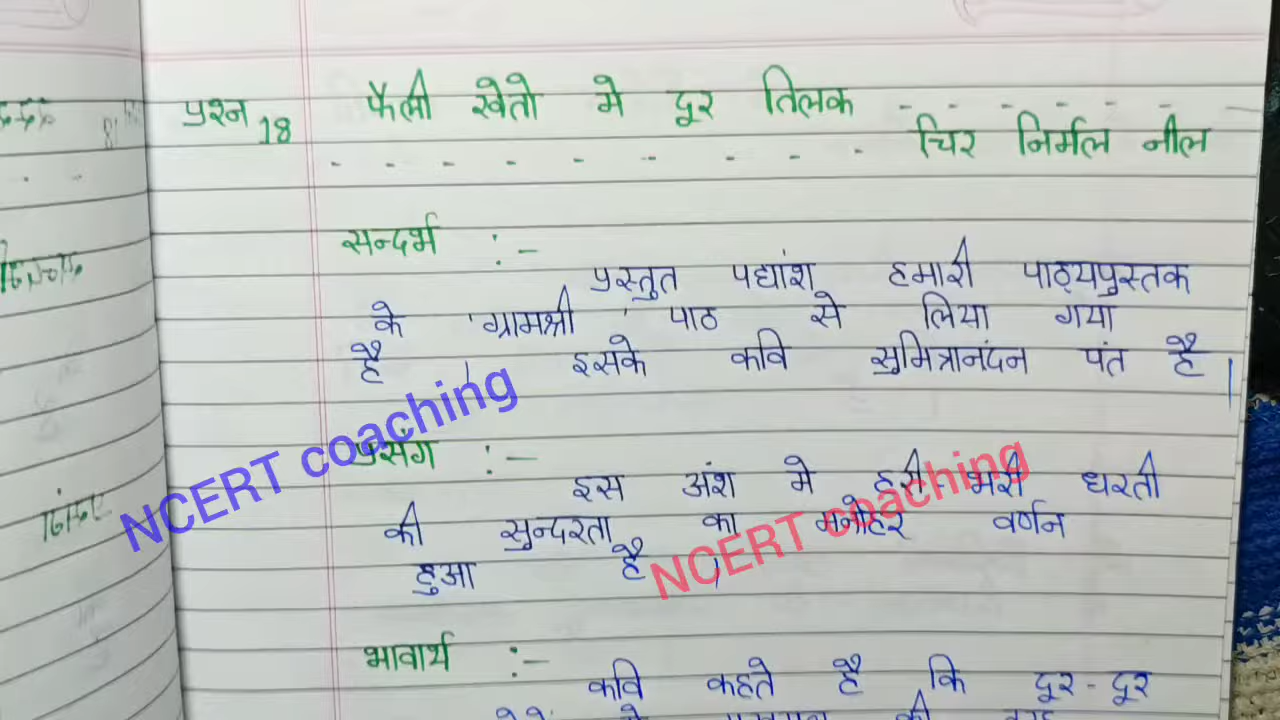 प्रश्न 18 फैली खेतो मे दूर तिलक - - - - - -
- - - - - - - - चिर निर्मल नील
सन्दर्भ :-
प्रस्तुत पद्यांश हमारी पाठ्यपुस्तक
के 'ग्रामश्री' पाठ से लिया गया
है । इसके कवि सुमित्रानंदन पंत है ।
NCERT coaching
प्रसंग :-
इस अंश मे हरी-भरी धरती
की सुन्दरता का मनोहर वर्णन
हुआ है ।
NCERT coaching
भावार्थ :-
कवि कहते है कि दूर-दूर